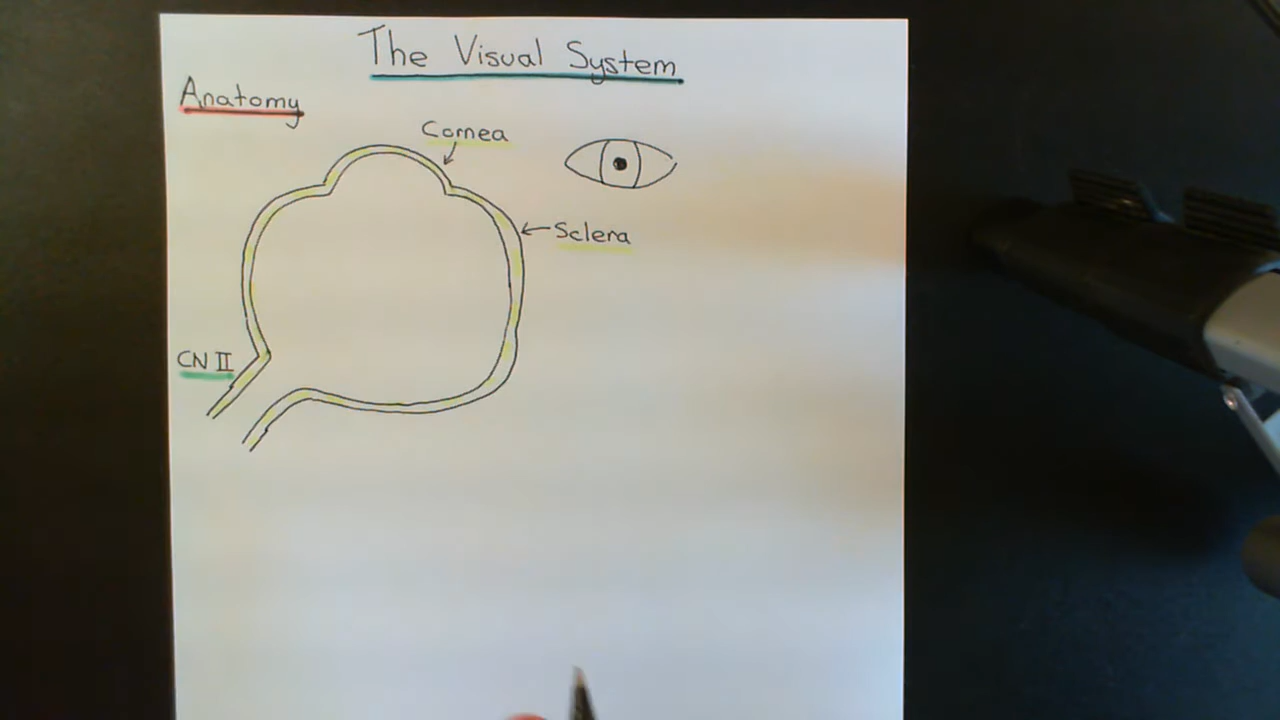 The Visual System
Anatomy
Cornea
Sclera
CN II